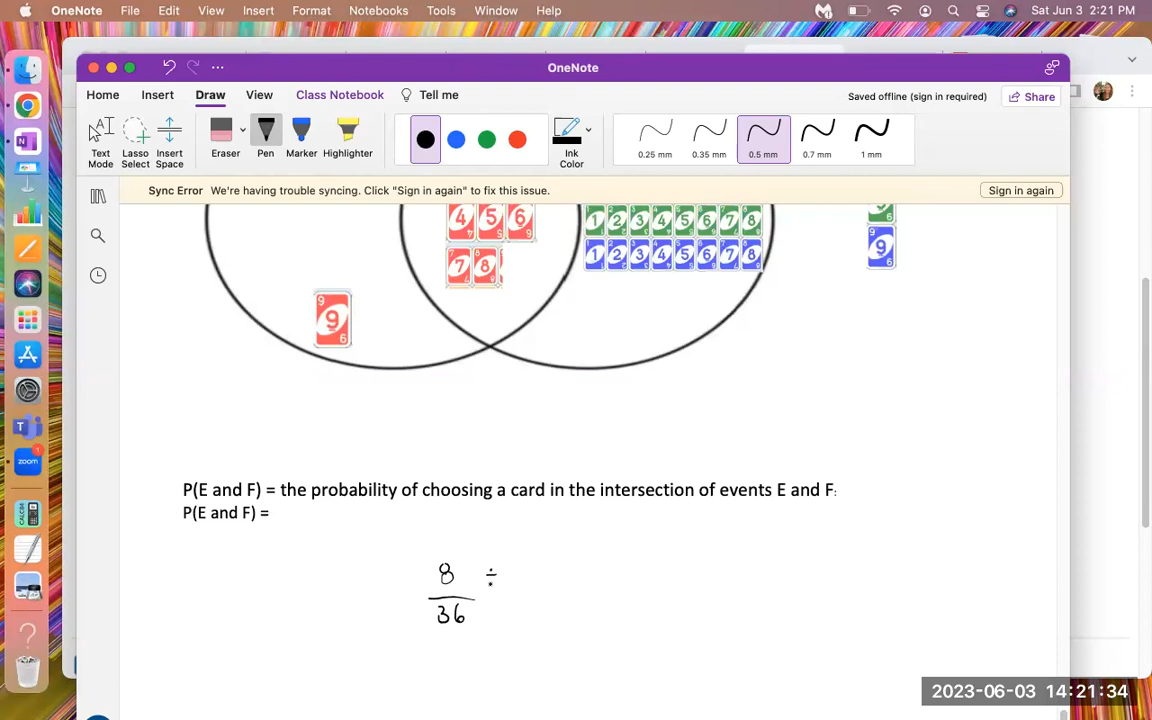 OneNote File Edit View Insert Format Notebooks Tools Window Help Sat Jun 3 2:21 PM
OneNote
Home Insert Draw View Class Notebook Tell me Saved offline (sign in required) Share
Text Mode Lasso Select Insert Space Eraser Pen Marker Highlighter Ink Color 0.25 mm 0.35 mm 0.5 mm 0.7 mm 1 mm
Sync Error We're having trouble syncing. Click "Sign in again" to fix this issue. Sign in again
4 5 6 1 2 3 4 5 6 7 8
7 8 1 2 3 4 5 6 7 8 9
9
P(E and F) = the probability of choosing a card in the intersection of events E and F:
P(E and F) =
8 ÷
36
zoom
2023-06-03 14:21:34